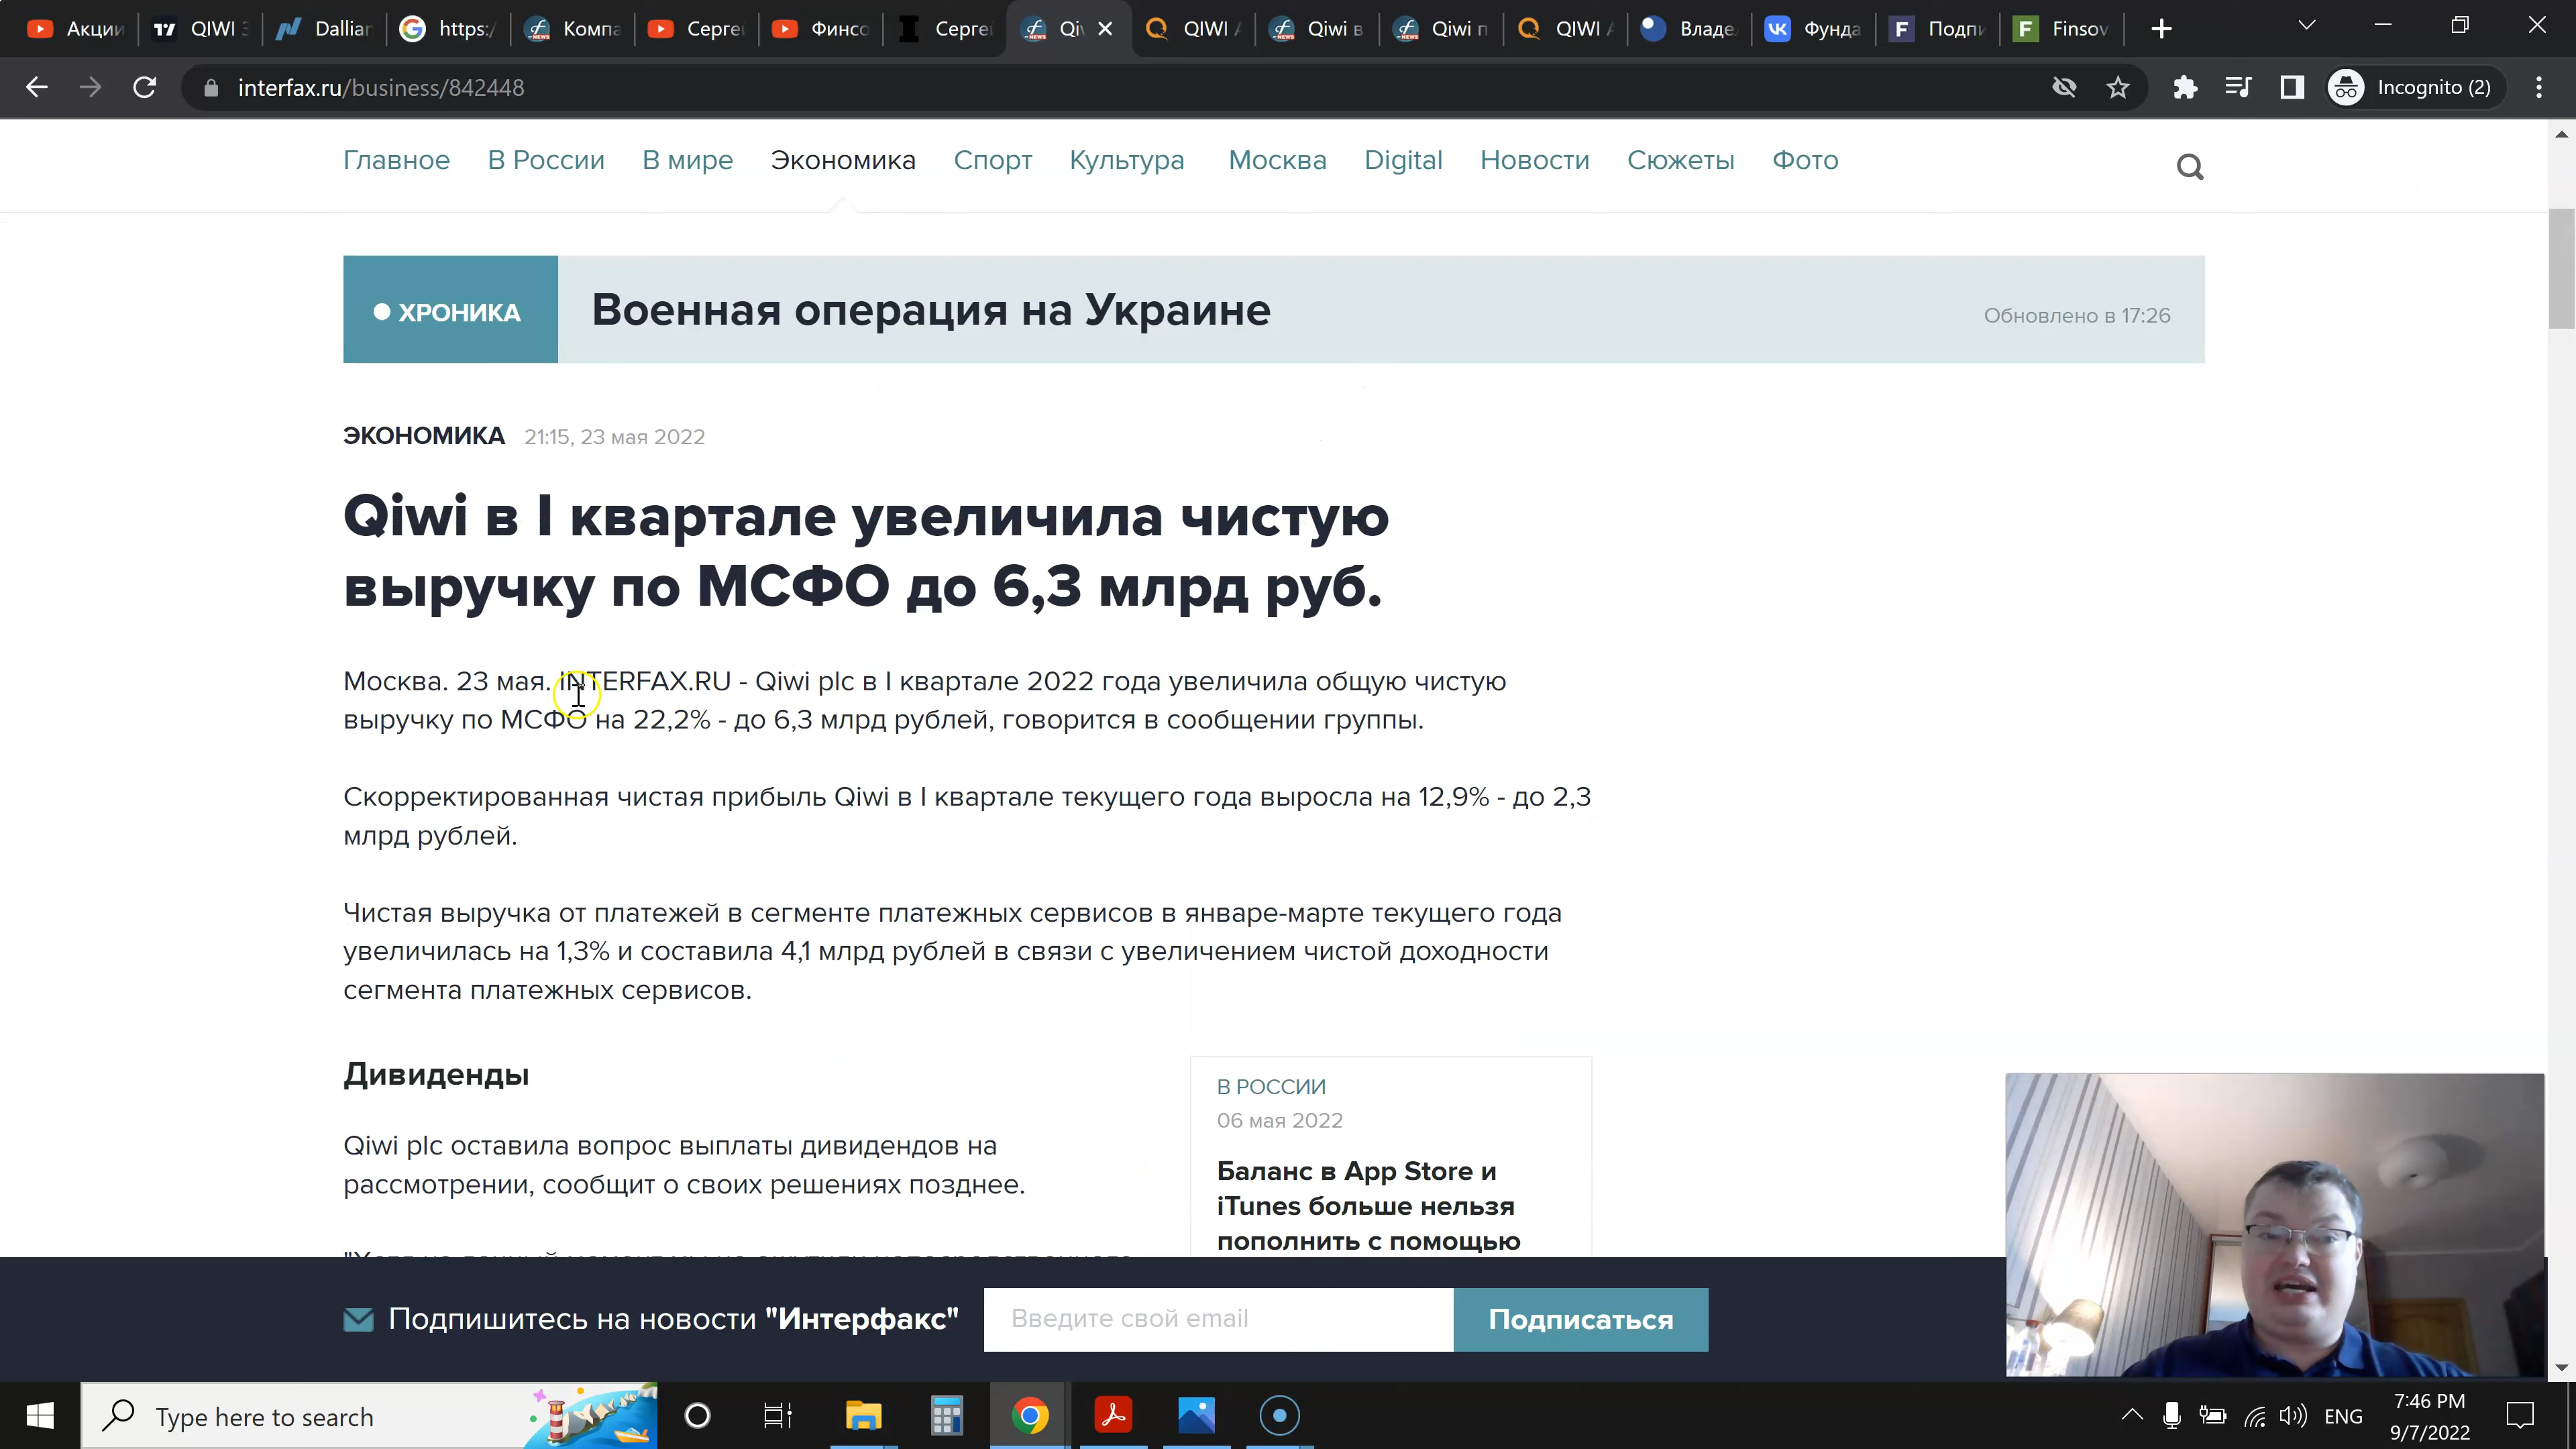 Акции
QIWI
Dallian
https:/
Компа
Сергей
Финсо
Сергей
Qiw
QIWI
Qiwi в
Qiwi п
QIWI
Владе
Фунда
Подпи
Finsov
interfax.ru/business/842448
Incognito (2)
Главное В России В мире Экономика Спорт Культура Москва Digital Новости Сюжеты Фото
ХРОНИКА
Военная операция на Украине
Обновлено в 17:26
ЭКОНОМИКА 21:15, 23 мая 2022
Qiwi в I квартале увеличила чистую
выручку по МСФО до 6,3 млрд руб.
Москва. 23 мая. INTERFAX.RU - Qiwi plc в I квартале 2022 года увеличила общую чистую
выручку по МСФО на 22,2% - до 6,3 млрд рублей, говорится в сообщении группы.
Скорректированная чистая прибыль Qiwi в I квартале текущего года выросла на 12,9% - до 2,3
млрд рублей.
Чистая выручка от платежей в сегменте платежных сервисов в январе-марте текущего года
увеличилась на 1,3% и составила 4,1 млрд рублей в связи с увеличением чистой доходности
сегмента платежных сервисов.
Дивиденды
Qiwi plc оставила вопрос выплаты дивидендов на
рассмотрении, сообщит о своих решениях позднее.
В РОССИИ
06 мая 2022
Баланс в App Store и
iTunes больше нельзя
пополнить с помощью
Подпишитесь на новости "Интерфакс"
Введите свой email
Подписаться
Type here to search
ENG
7:46 PM
9/7/2022